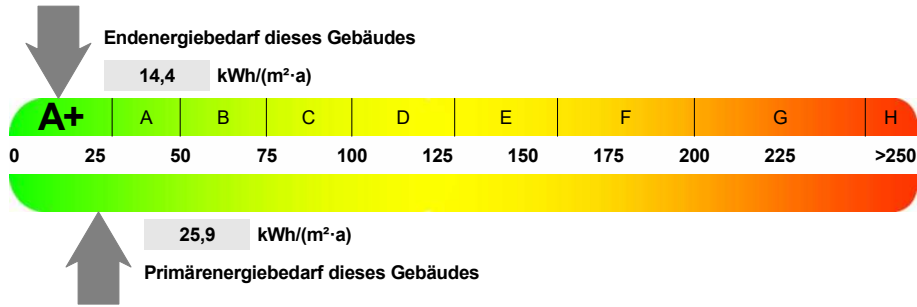 Endenergiebedarf dieses Gebäudes
14,4 kWh/(m²·a)
A+ A B C D E F G H
0 25 50 75 100 125 150 175 200 225 >250
25,9 kWh/(m²·a)
Primärenergiebedarf dieses Gebäudes